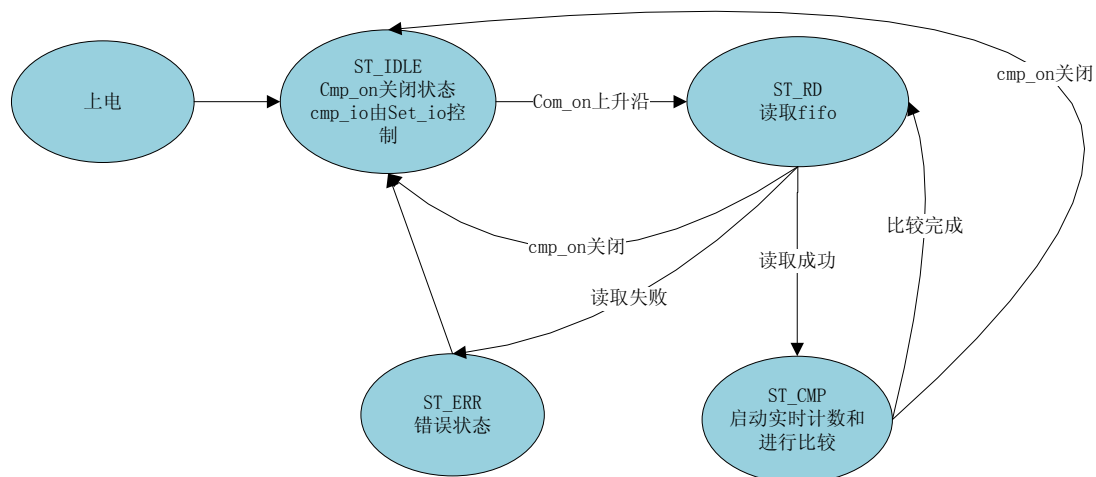 上电
ST_IDLE
Cmp_on关闭状态
cmp_io由Set_io控
制
Com_on上升沿
ST_RD
读取fifo
cmp_on关闭
cmp_on关闭
读取失败
读取成功
比较完成
ST_ERR
错误状态
ST_CMP
启动实时计数和
进行比较